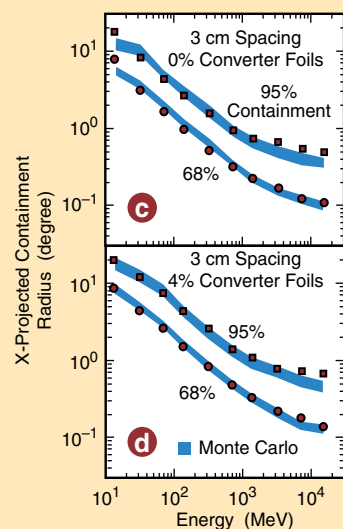 X-Projected Containment
Radius (degree)
3 cm Spacing
0% Converter Foils
95%
Containment
68%
c
10¹
10⁰
10⁻¹
3 cm Spacing
4% Converter Foils
95%
68%
d
Monte Carlo
10¹
10⁰
10⁻¹
10¹ 10² 10³ 10⁴
Energy (MeV)